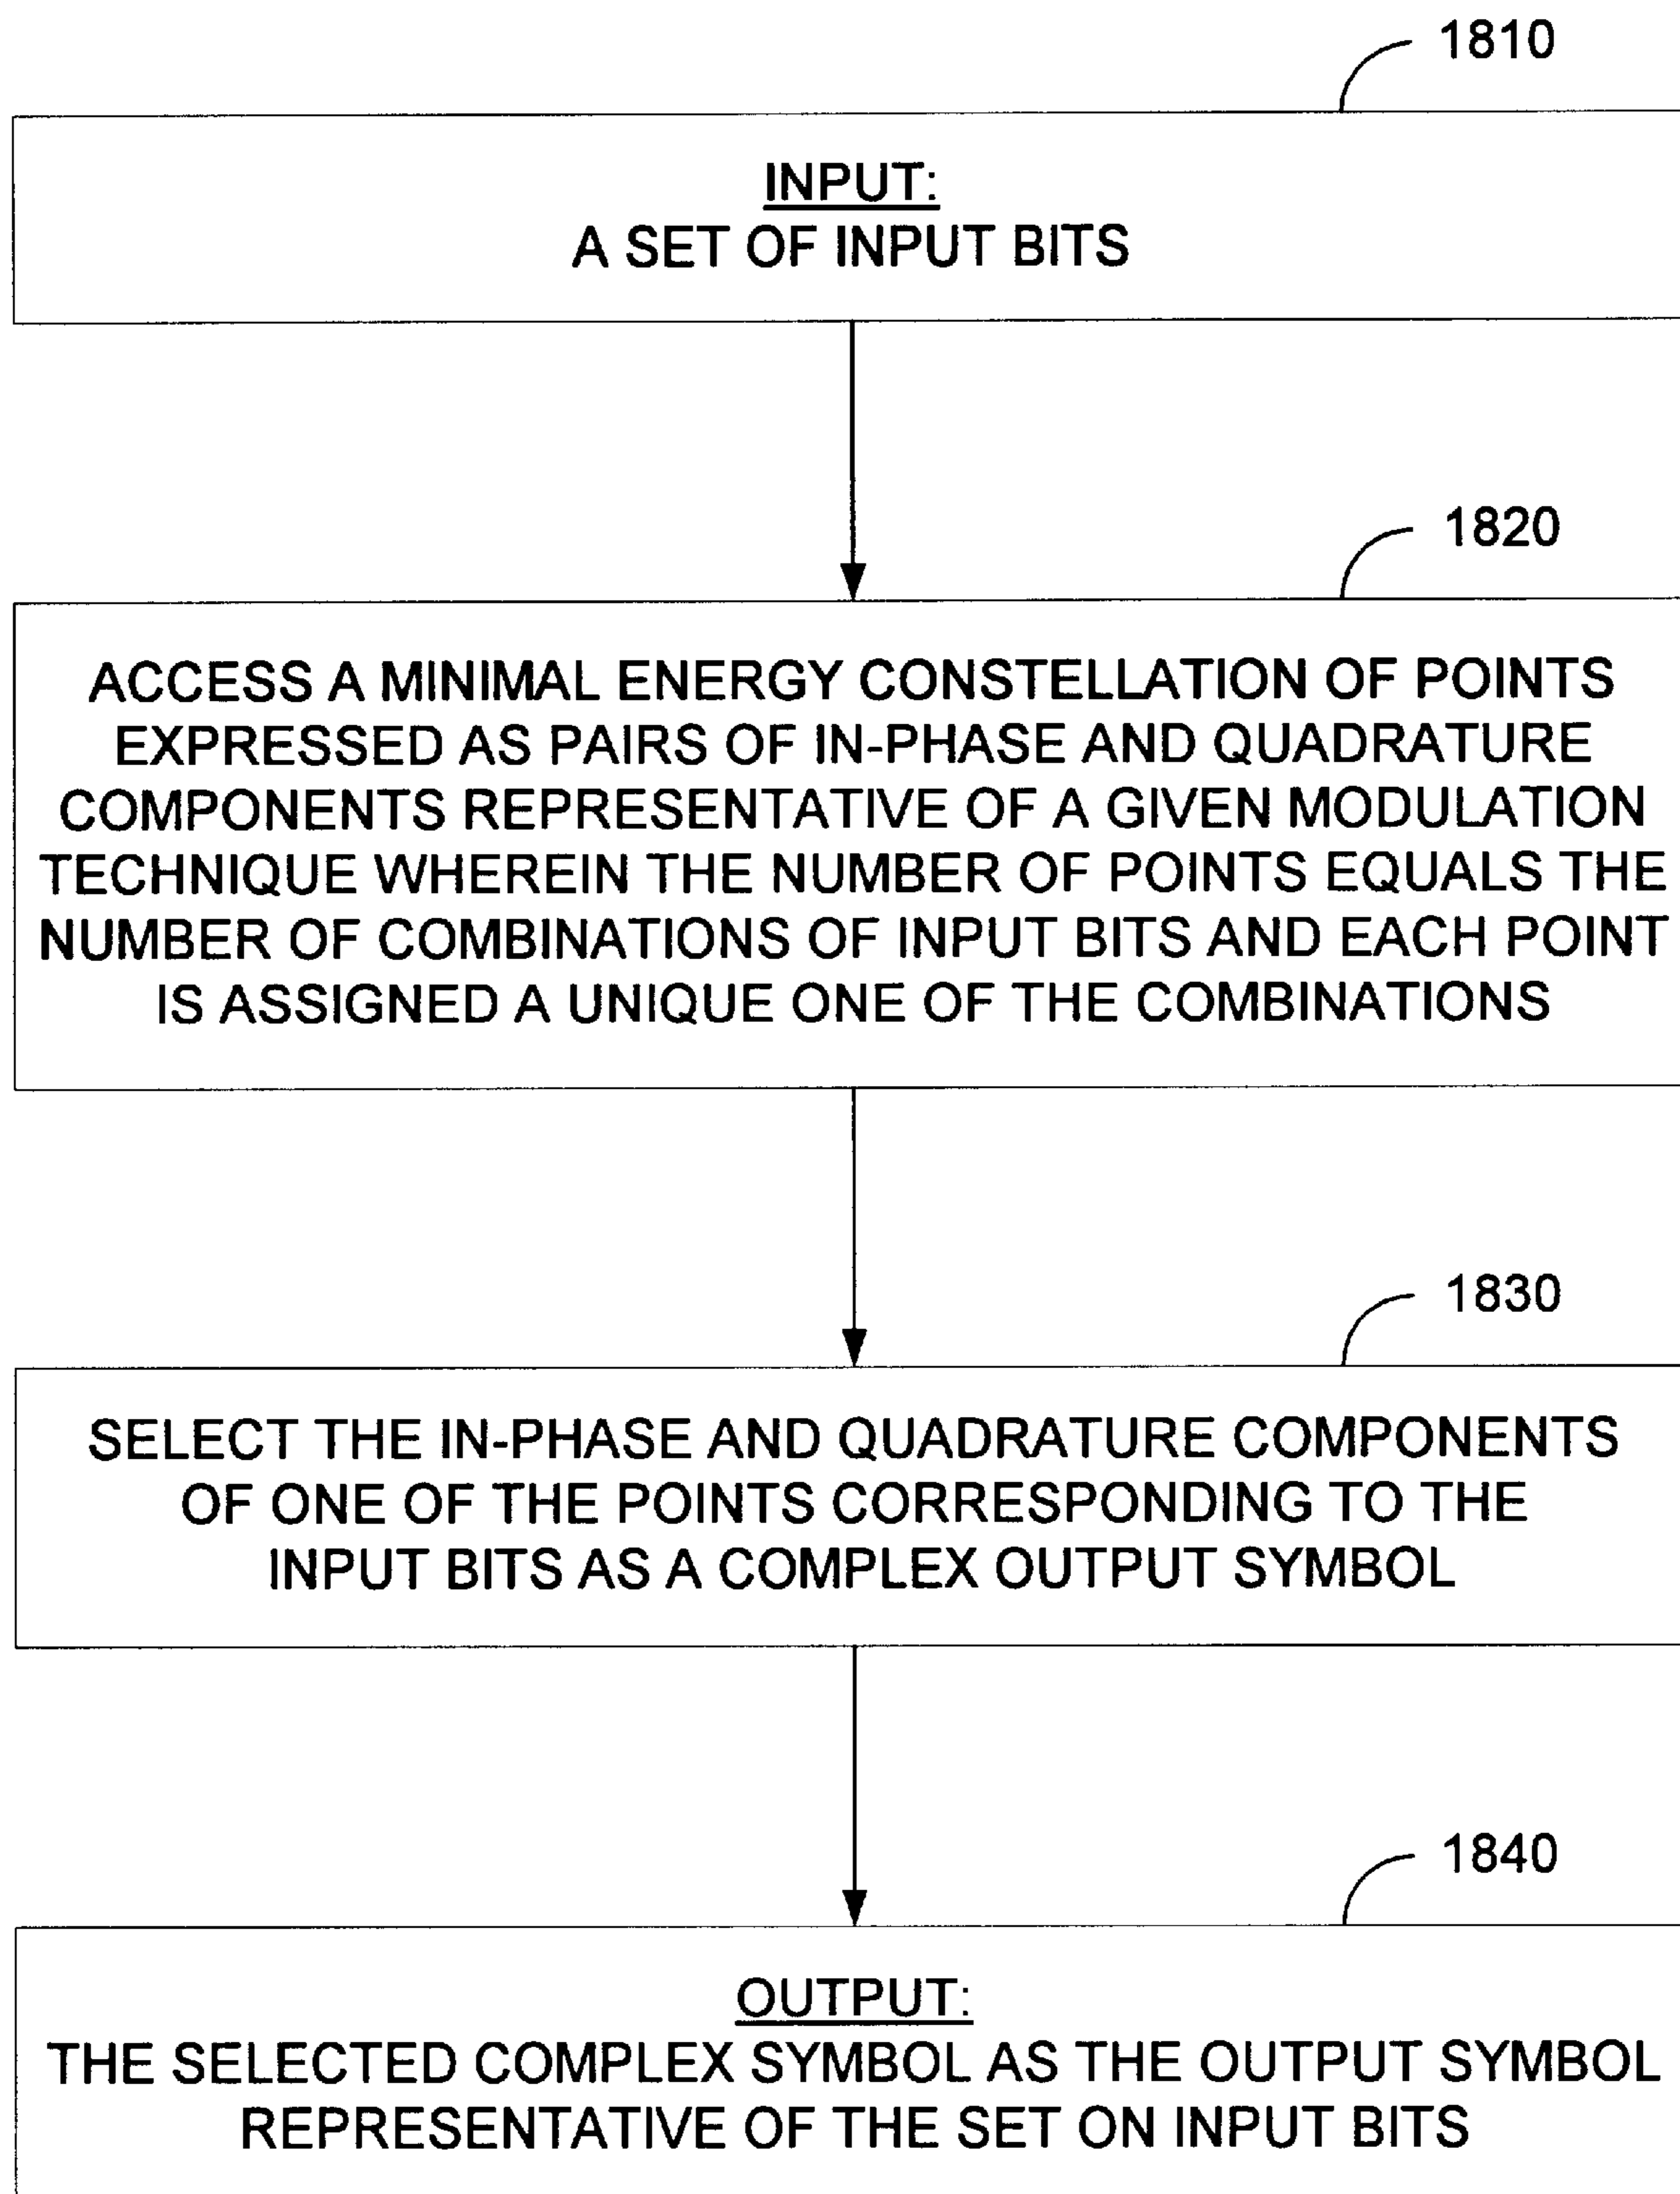 1810
INPUT:
A SET OF INPUT BITS
1820
ACCESS A MINIMAL ENERGY CONSTELLATION OF POINTS
EXPRESSED AS PAIRS OF IN-PHASE AND QUADRATURE
COMPONENTS REPRESENTATIVE OF A GIVEN MODULATION
TECHNIQUE WHEREIN THE NUMBER OF POINTS EQUALS THE
NUMBER OF COMBINATIONS OF INPUT BITS AND EACH POINT
IS ASSIGNED A UNIQUE ONE OF THE COMBINATIONS
1830
SELECT THE IN-PHASE AND QUADRATURE COMPONENTS
OF ONE OF THE POINTS CORRESPONDING TO THE
INPUT BITS AS A COMPLEX OUTPUT SYMBOL
1840
OUTPUT:
THE SELECTED COMPLEX SYMBOL AS THE OUTPUT SYMBOL
REPRESENTATIVE OF THE SET ON INPUT BITS